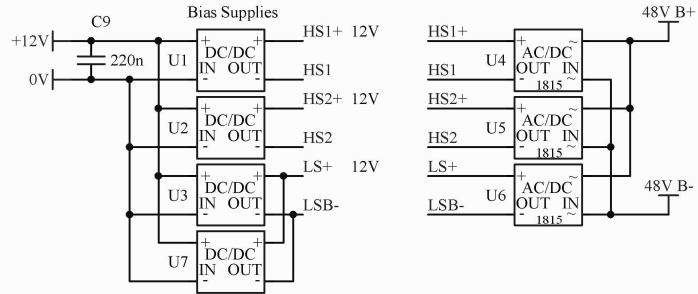 Bias Supplies
C9
+12V
220n
0V
U1
+ +
DC/DC
IN OUT
- -
HS1+ 12V
HS1
U2
+ +
DC/DC
IN OUT
- -
HS2+ 12V
HS2
U3
+ +
DC/DC
IN OUT
- -
LS+ 12V
LSB-
U7
+ +
DC/DC
IN OUT
- -
48V B+
HS1+
HS1
U4
+ ~
AC/DC
OUT IN
- ~
1815
HS2+
HS2
U5
+ ~
AC/DC
OUT IN
- ~
1815
LS+
LSB-
U6
+ ~
AC/DC
OUT IN
- ~
1815
48V B-